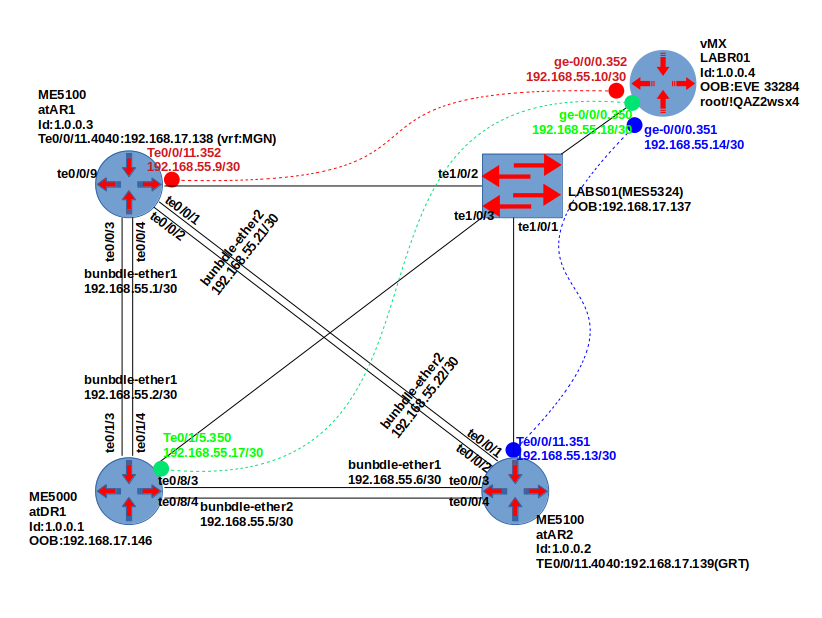 vMX
LABR01
Id:1.0.0.4
OOB:EVE 33284
root/!QAZ2wsx4
ge-0/0/0.352
192.168.55.10/30
ge-0/0/0.350
192.168.55.18/30
ge-0/0/0.351
192.168.55.14/30
ME5100
atAR1
Id:1.0.0.3
Te0/0/11.4040:192.168.17.138 (vrf:MGN)
Te0/0/11.352
192.168.55.9/30
te0/0/9
te1/0/2
LABS01(MES5324)
OOB:192.168.17.137
te1/0/3
te1/0/1
te0/0/1
te0/0/2
te0/0/3
te0/0/4
bunbdle-ether2
192.168.55.21/30
bunbdle-ether1
192.168.55.1/30
bunbdle-ether1
192.168.55.2/30
bunbdle-ether2
192.168.55.22/30
te0/1/3
te0/1/4
Te0/1/5.350
192.168.55.17/30
te0/0/1
te0/0/2
Te0/0/11.351
192.168.55.13/30
bunbdle-ether1
192.168.55.6/30
te0/8/3
te0/8/4
te0/0/3
te0/0/4
bunbdle-ether2
192.168.55.5/30
ME5000
atDR1
Id:1.0.0.1
OOB:192.168.17.146
ME5100
atAR2
Id:1.0.0.2
TE0/0/11.4040:192.168.17.139(GRT)